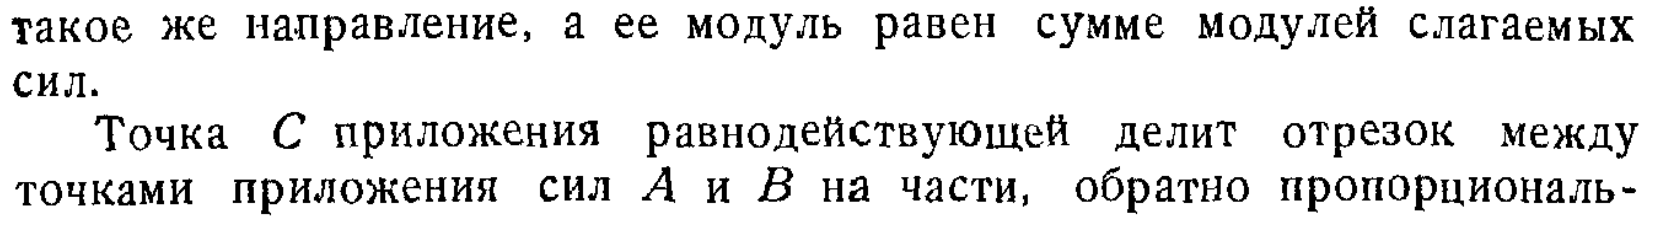 такое же направление, а ее модуль равен сумме модулей слагаемых
сил.
Точка C приложения равнодействующей делит отрезок между
точками приложения сил A и B на части, обратно пропорциональ-